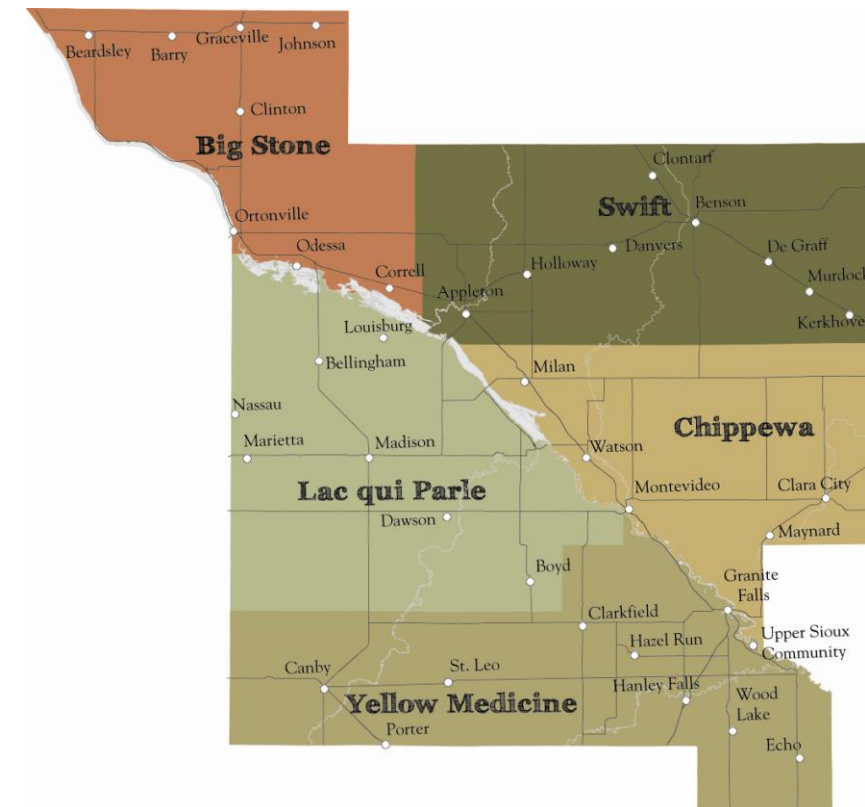 Graceville
Johnson
Beardsley
Barry
Clinton
Big Stone
Clontarf
Swift
Benson
Ortonville
Danvers
De Graff
Odessa
Holloway
Correll
Murdock
Appleton
Kerkhove
Louisburg
Bellingham
Milan
Nassau
Chippewa
Marietta
Madison
Watson
Lac qui Parle
Montevideo
Clara City
Dawson
Maynard
Boyd
Granite
Falls
Clarkfield
Hazel Run
Upper Sioux
Community
Canby
St. Leo
Hanley Falls
Wood
Lake
Yellow Medicine
Porter
Echo